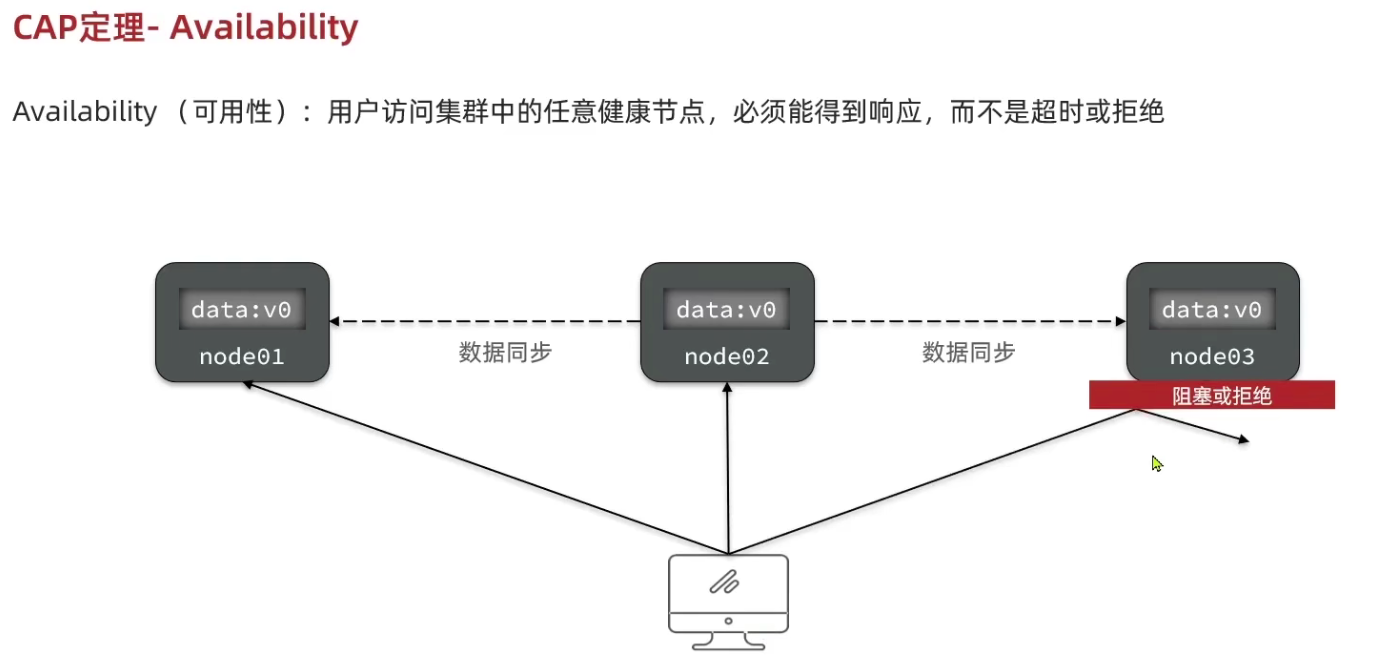 CAP定理- Availability
Availability （可用性）：用户访问集群中的任意健康节点，必须能得到响应，而不是超时或拒绝
data:v0
node01
数据同步
data:v0
node02
数据同步
data:v0
node03
阻塞或拒绝